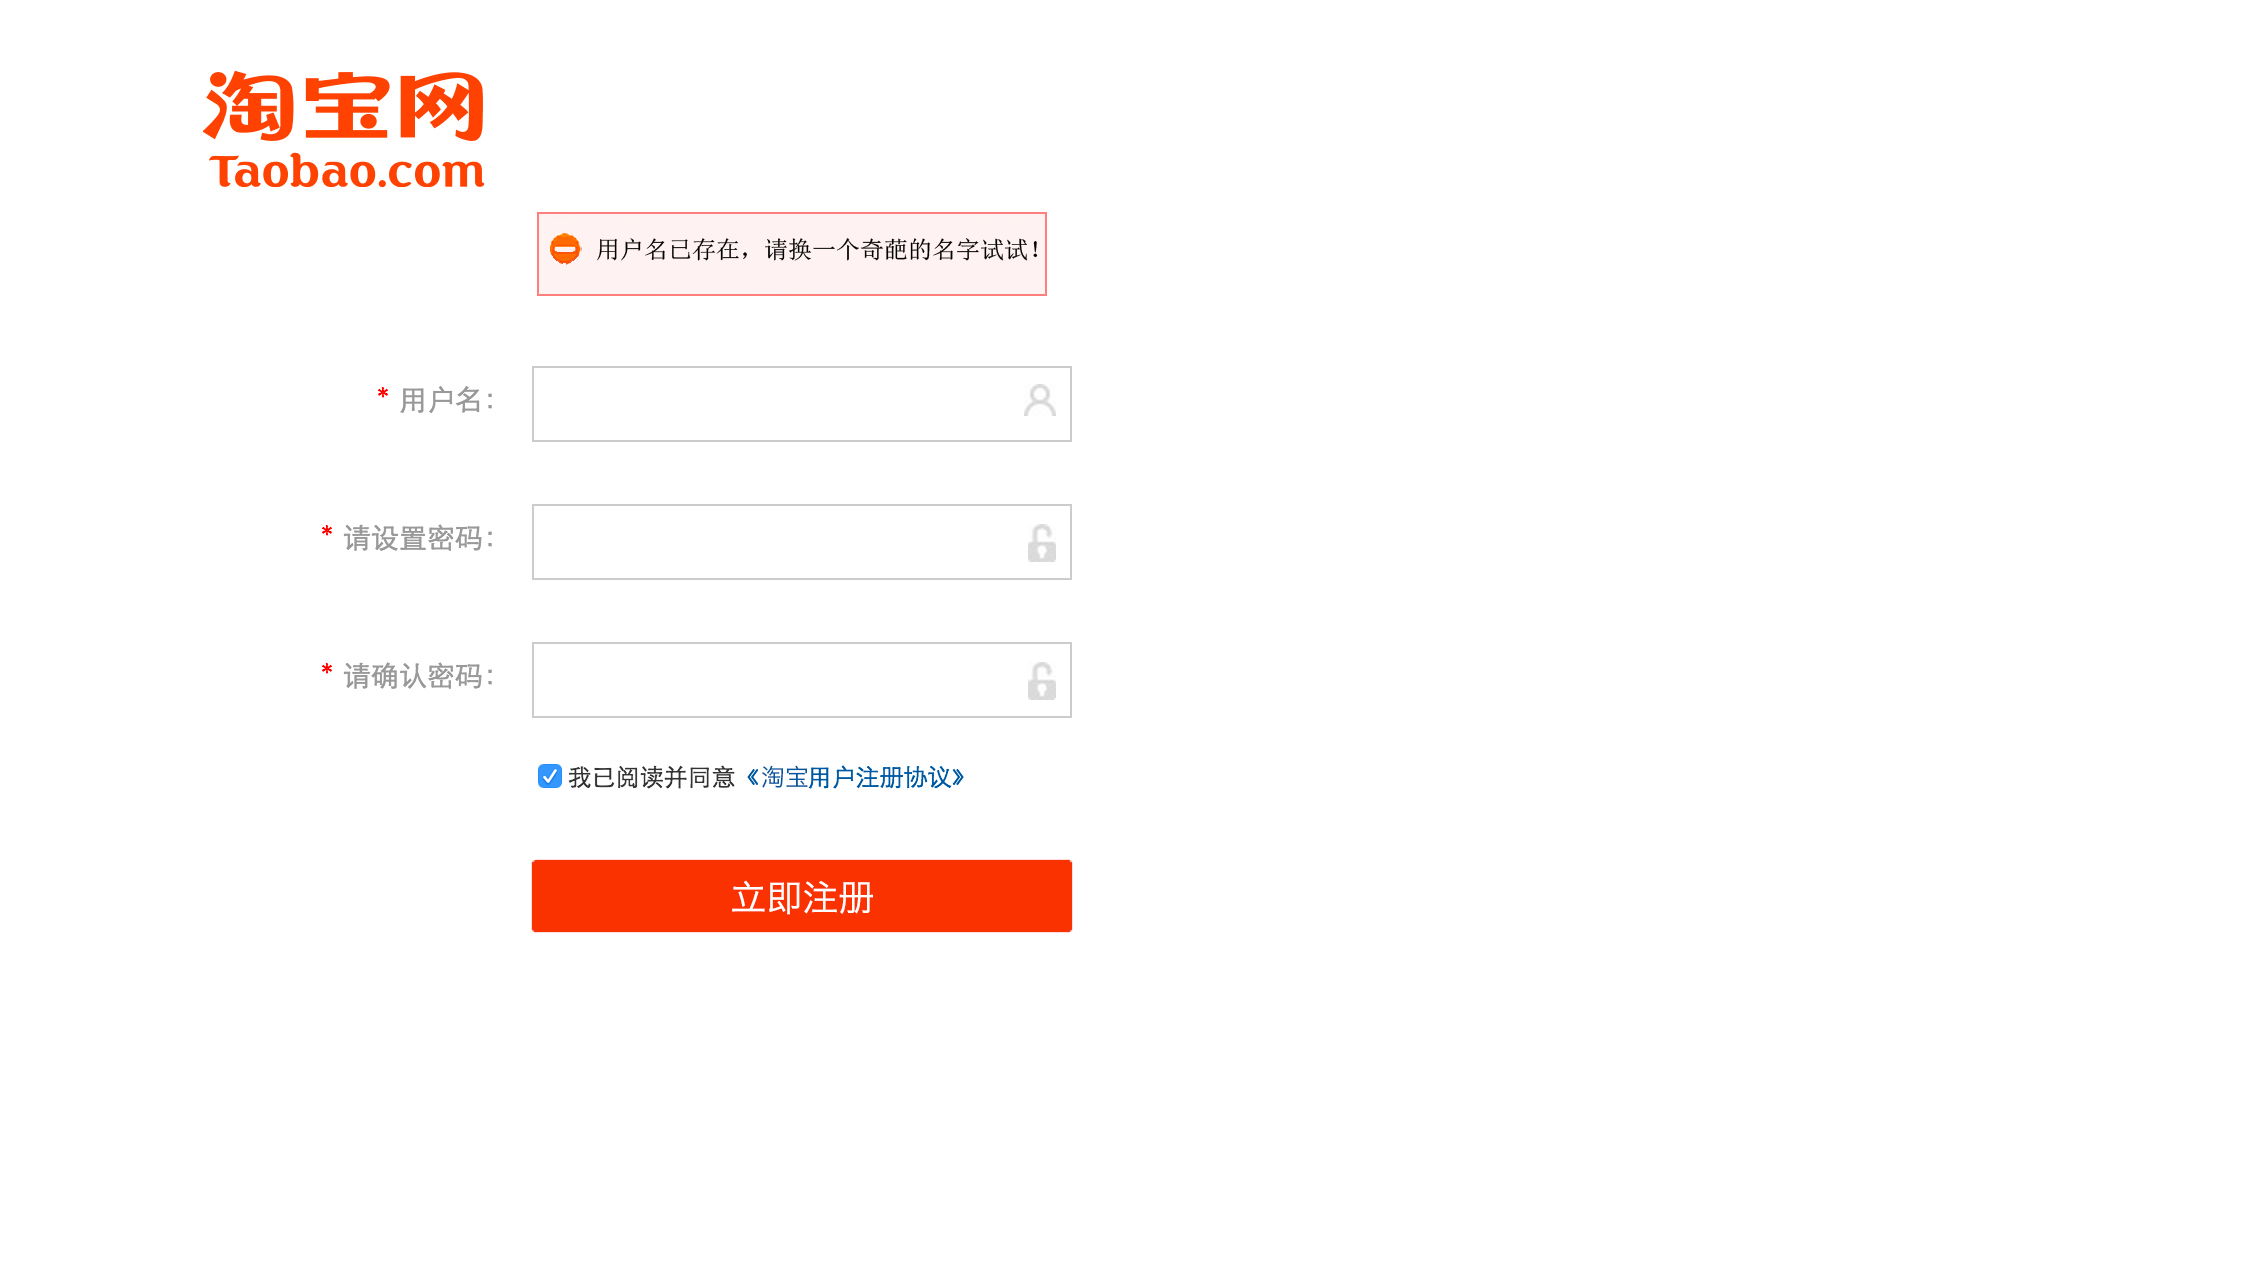 淘宝网
Taobao.com
用户名已存在，请换一个奇葩的名字试试！
* 用户名：
* 请设置密码：
* 请确认密码：
我已阅读并同意《淘宝用户注册协议》
立即注册